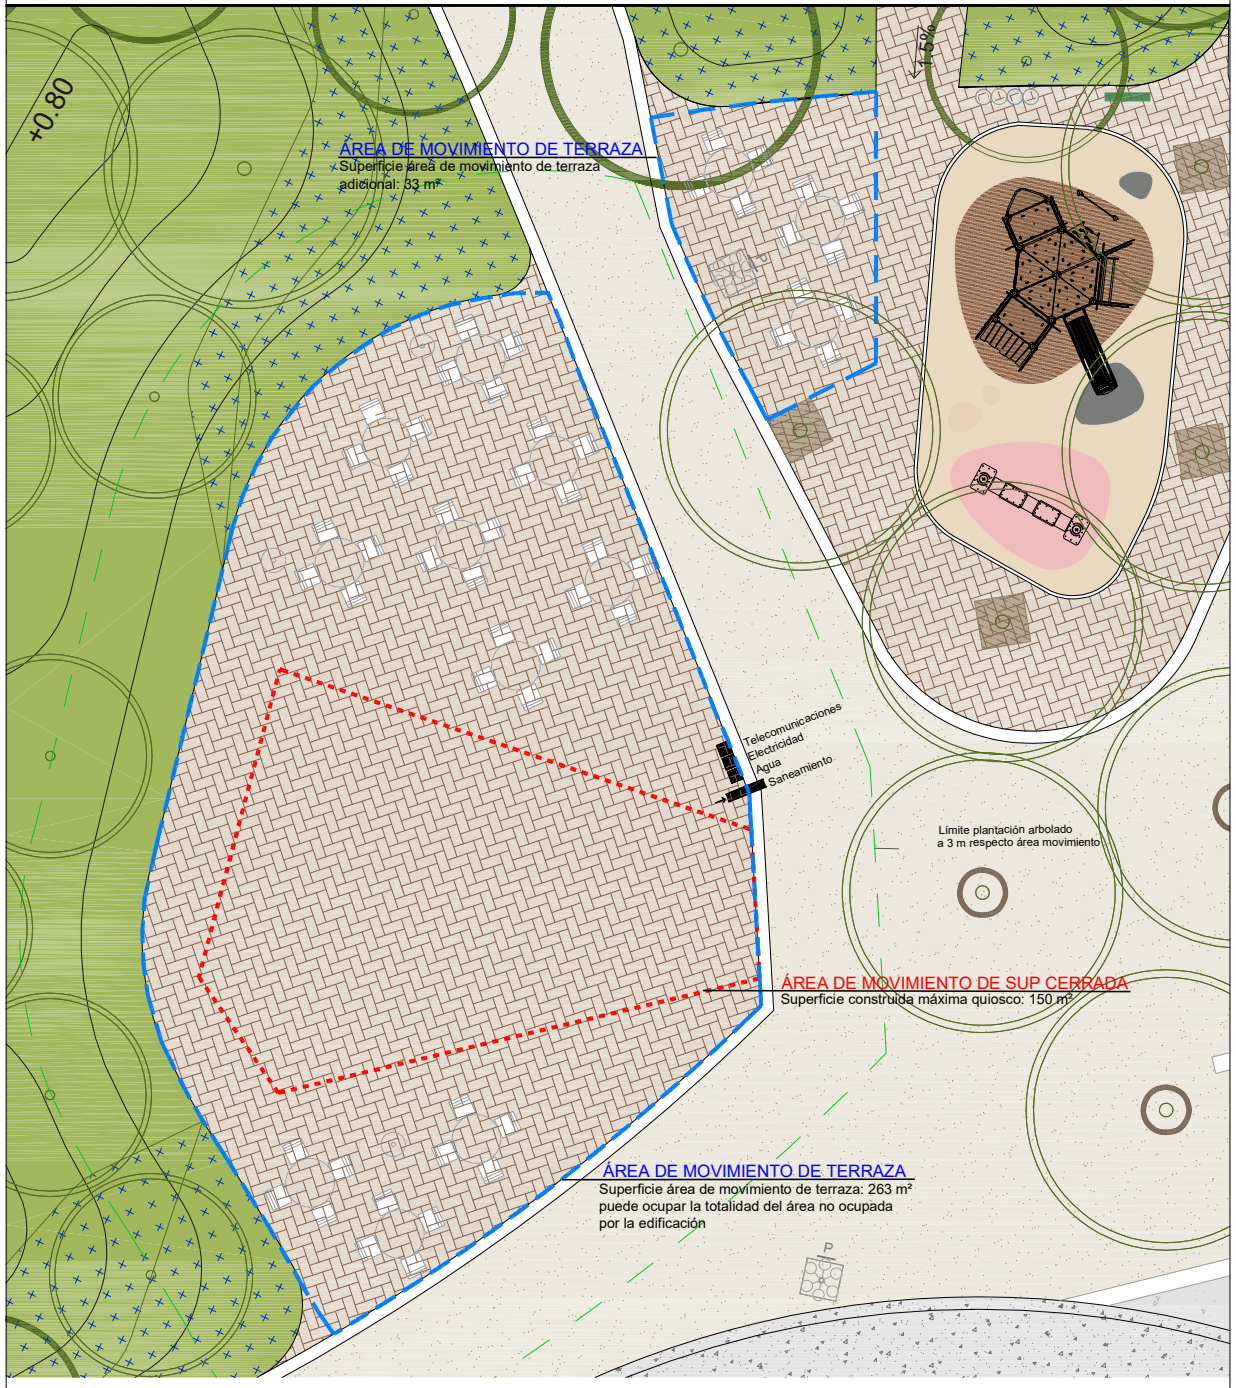 1.5%
+0.80
ÁREA DE MOVIMIENTO DE TERRAZA
Superficie área de movimiento de terraza
adicional: 33 m²
P
Telecomunicaciones
Electricidad
Agua
Saneamiento
Límite plantación arbolado
a 3 m respecto área movimiento
ÁREA DE MOVIMIENTO DE SUP CERRADA
Superficie construida máxima quiosco: 150 m²
ÁREA DE MOVIMIENTO DE TERRAZA
Superficie área de movimiento de terraza: 263 m²
puede ocupar la totalidad del área no ocupada
por la edificación
P